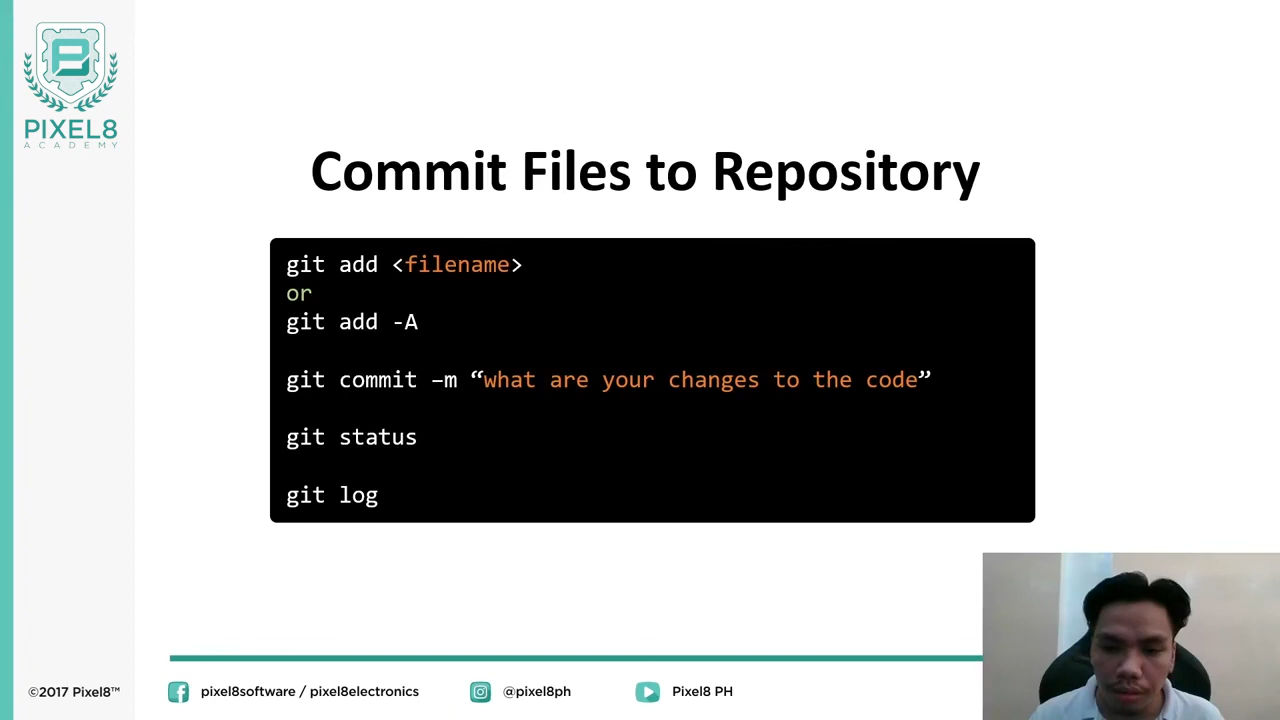 PIXEL8
ACADEMY
Commit Files to Repository
git add <filename>
or
git add -A
git commit –m “what are your changes to the code”
git status
git log
©2017 Pixel8™
pixel8software / pixel8electronics
@pixel8ph
Pixel8 PH